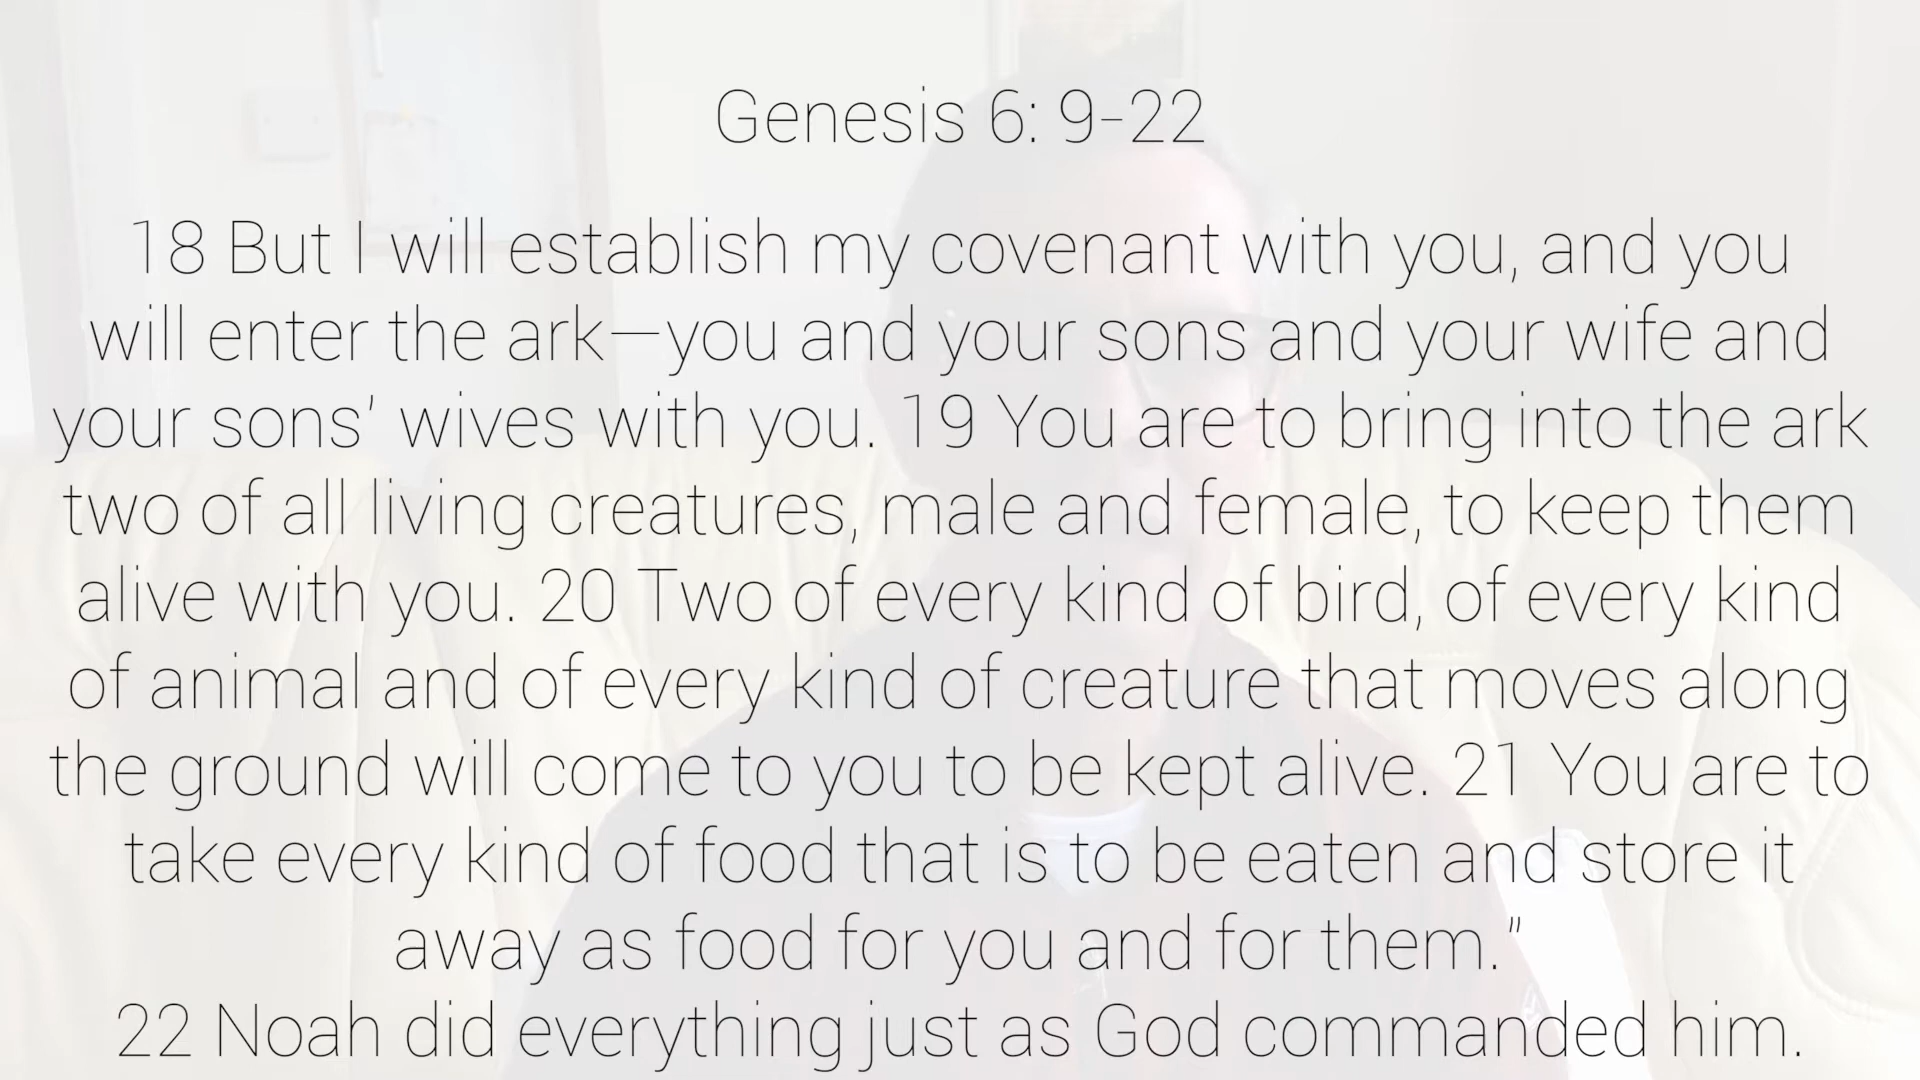 Genesis 6: 9-22
18 But I will establish my covenant with you, and you
will enter the ark—you and your sons and your wife and
your sons’ wives with you. 19 You are to bring into the ark
two of all living creatures, male and female, to keep them
alive with you. 20 Two of every kind of bird, of every kind
of animal and of every kind of creature that moves along
the ground will come to you to be kept alive. 21 You are to
take every kind of food that is to be eaten and store it
away as food for you and for them.”
22 Noah did everything just as God commanded him.